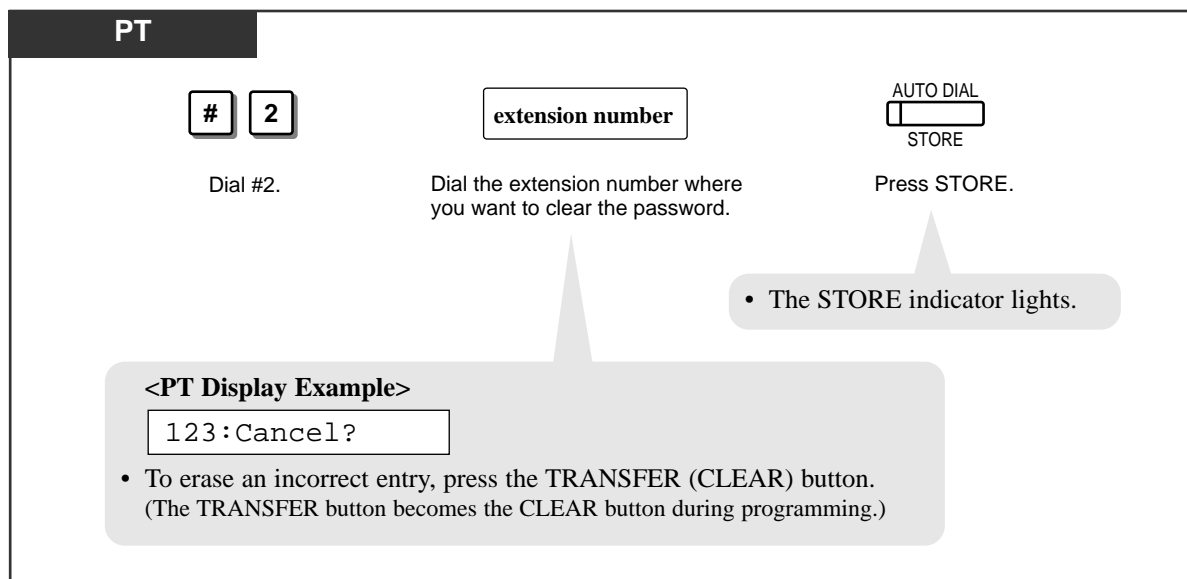 PT
# 2
extension number
AUTO DIAL
STORE
Dial #2.
Dial the extension number where
you want to clear the password.
Press STORE.
• The STORE indicator lights.
<PT Display Example>
123:Cancel?
• To erase an incorrect entry, press the TRANSFER (CLEAR) button.
(The TRANSFER button becomes the CLEAR button during programming.)